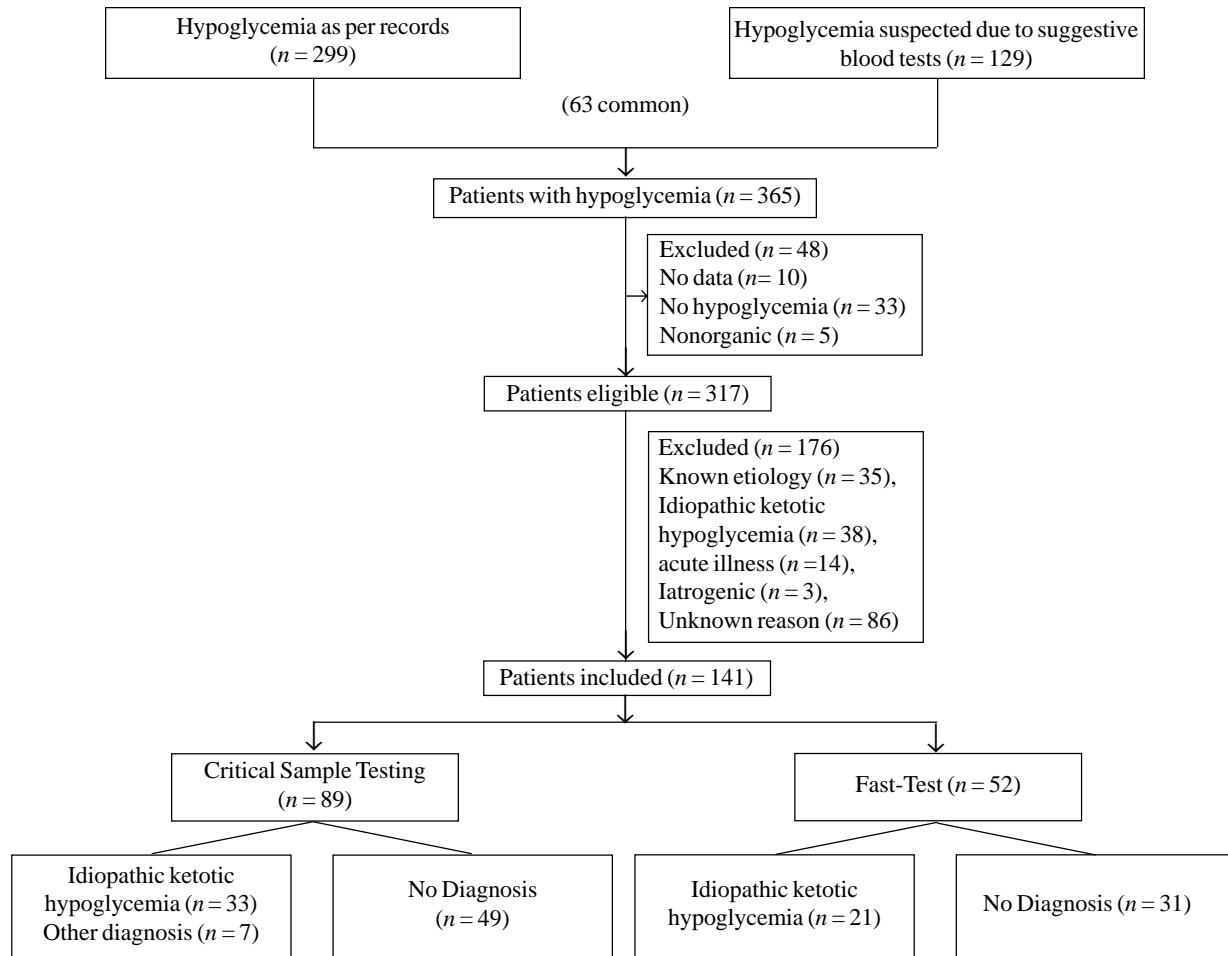 Hypoglycemia as per records
(n = 299)
Hypoglycemia suspected due to suggestive
blood tests (n = 129)
(63 common)
Patients with hypoglycemia (n = 365)
Excluded (n = 48)
No data (n= 10)
No hypoglycemia (n = 33)
Nonorganic (n = 5)
Patients eligible (n = 317)
Excluded (n = 176)
Known etiology (n = 35),
Idiopathic ketotic
hypoglycemia (n = 38),
acute illness (n =14),
Iatrogenic (n = 3),
Unknown reason (n = 86)
Patients included (n = 141)
Critical Sample Testing
(n = 89)
Fast-Test (n = 52)
Idiopathic ketotic
hypoglycemia (n = 33)
Other diagnosis (n = 7)
No Diagnosis
(n = 49)
Idiopathic ketotic
hypoglycemia (n = 21)
No Diagnosis (n = 31)